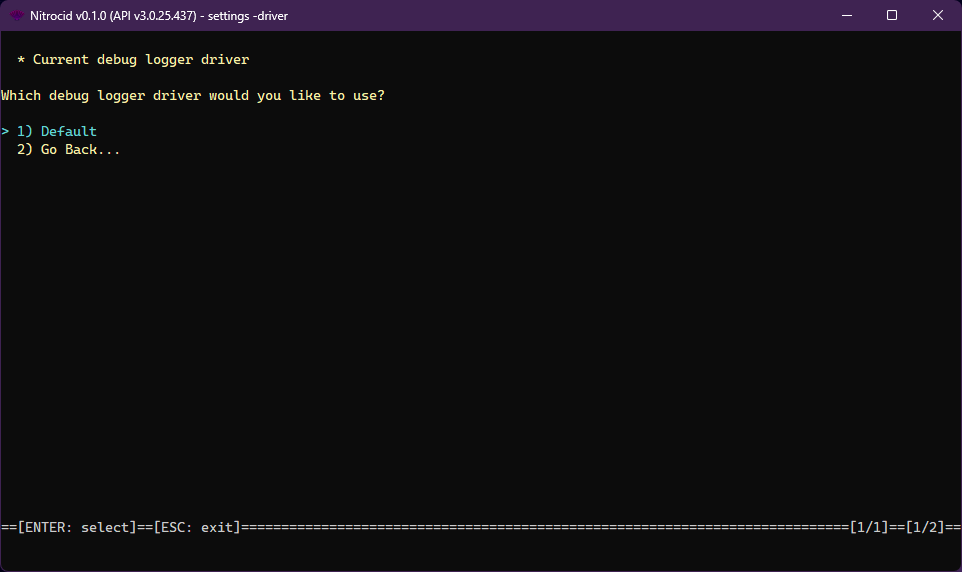 Nitrocid v0.1.0 (API v3.0.25.437) - settings -driver
* Current debug logger driver
Which debug logger driver would you like to use?
> 1) Default
2) Go Back...
==[ENTER: select]==[ESC: exit]============================================================================[1/1]==[1/2]==